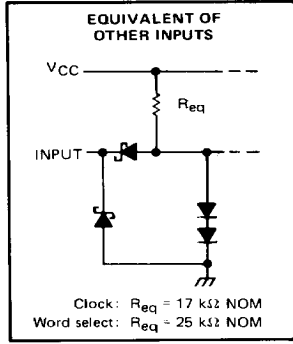 EQUIVALENT OF
OTHER INPUTS
VCC
Req
INPUT
Clock: Req = 17 kΩ NOM
Word select: Req = 25 kΩ NOM